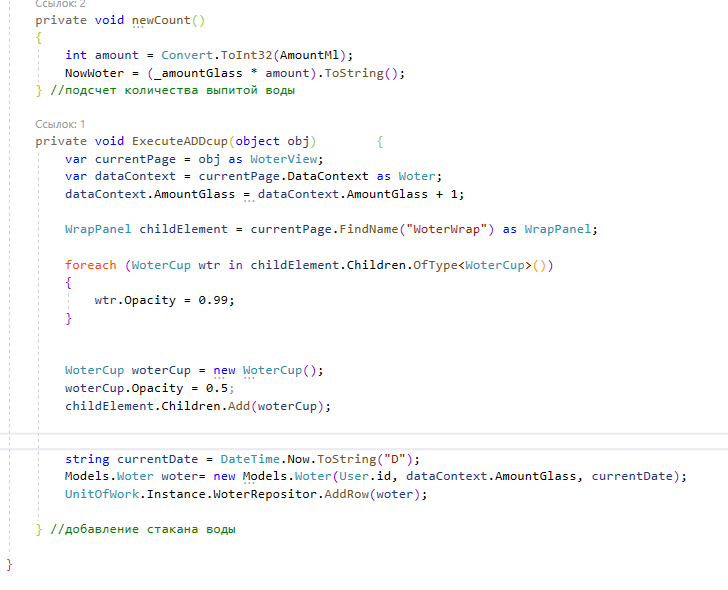 Ссылок: 2
private void newCount()
{
int amount = Convert.ToInt32(AmountMl);
NowWoter = (_amountGlass * amount).ToString();
} //подсчет количества выпитой воды
Ссылок: 1
private void ExecuteADDcup(object obj) {
var currentPage = obj as WoterView;
var dataContext = currentPage.DataContext as Woter;
dataContext.AmountGlass = dataContext.AmountGlass + 1;
WrapPanel childElement = currentPage.FindName("WoterWrap") as WrapPanel;
foreach (WoterCup wtr in childElement.Children.OfType<WoterCup>())
{
wtr.Opacity = 0.99;
}
WoterCup woterCup = new WoterCup();
woterCup.Opacity = 0.5;
childElement.Children.Add(woterCup);
string currentDate = DateTime.Now.ToString("D");
Models.Woter woter= new Models.Woter(User.id, dataContext.AmountGlass, currentDate);
UnitOfWork.Instance.WoterRepositor.AddRow(woter);
} //добавление стакана воды
}